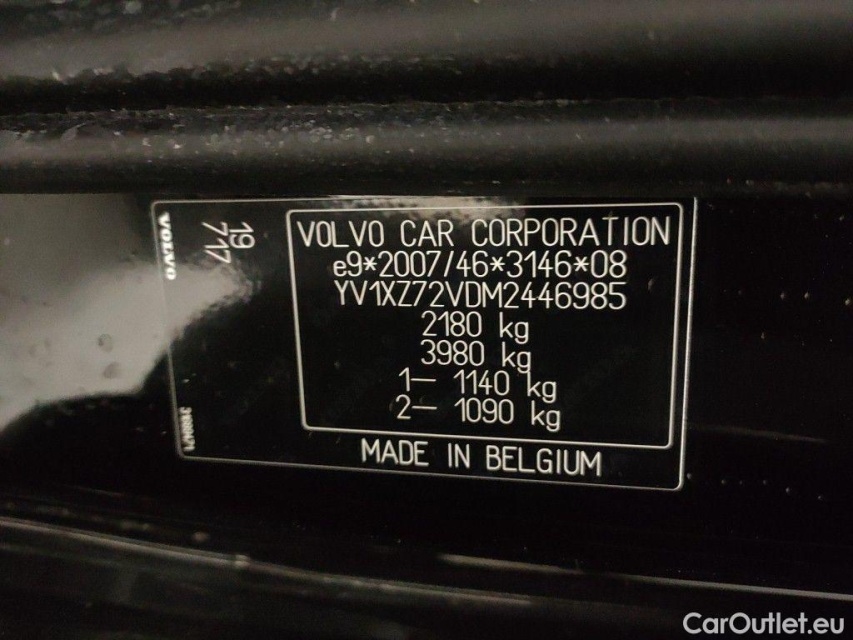 VOLVO
19
717
VOLVO CAR CORPORATION
e9*2007/46*3146*08
YV1XZ72VDM2446985
2180 kg
3980 kg
1– 1140 kg
2– 1090 kg
MADE IN BELGIUM
CarOutlet.eu